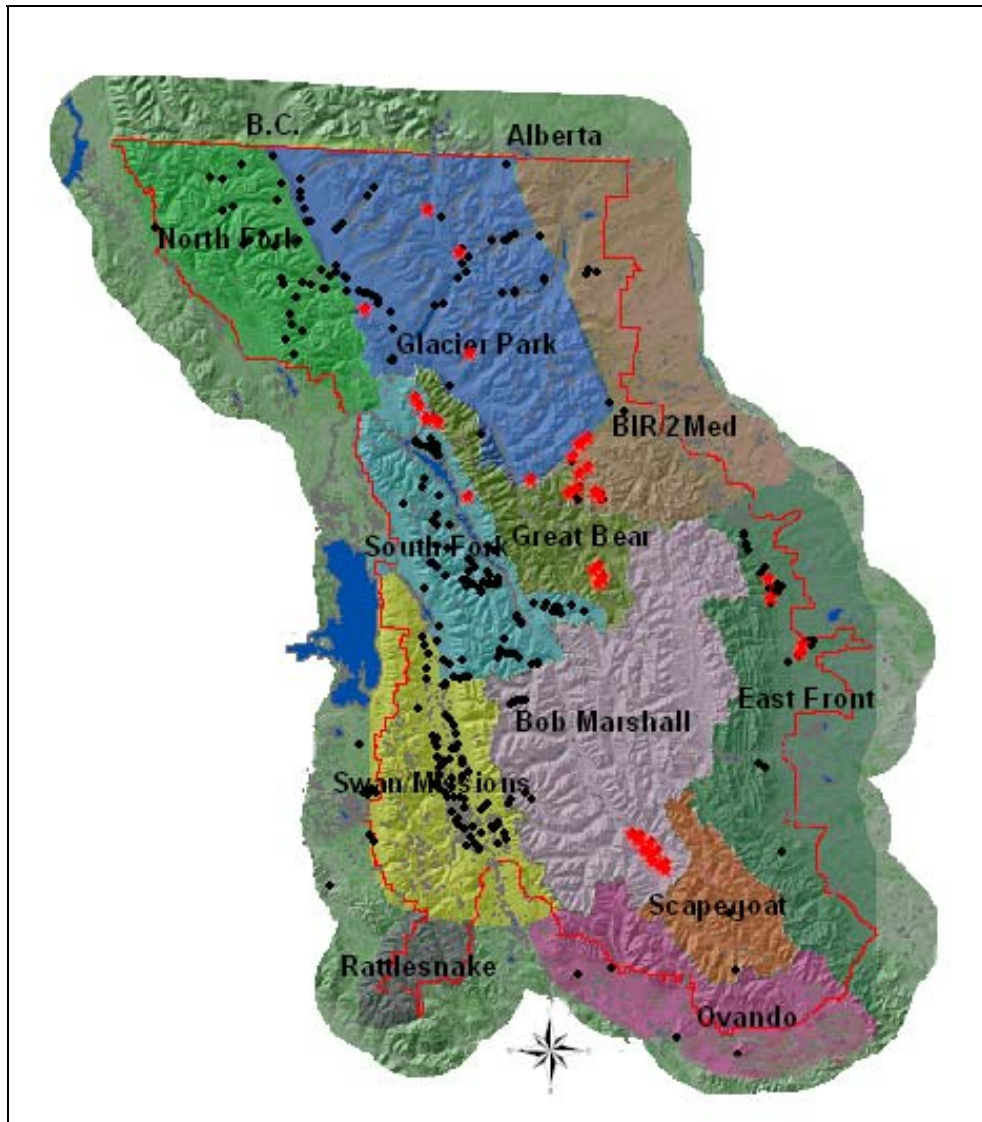 B.C.
Alberta
North Fork
Glacier Park
BIR 2Med
Great Bear
South Fork
East Front
Bob Marshall
Swan/Missions
Scapegoat
Rattlesnake
Ovando